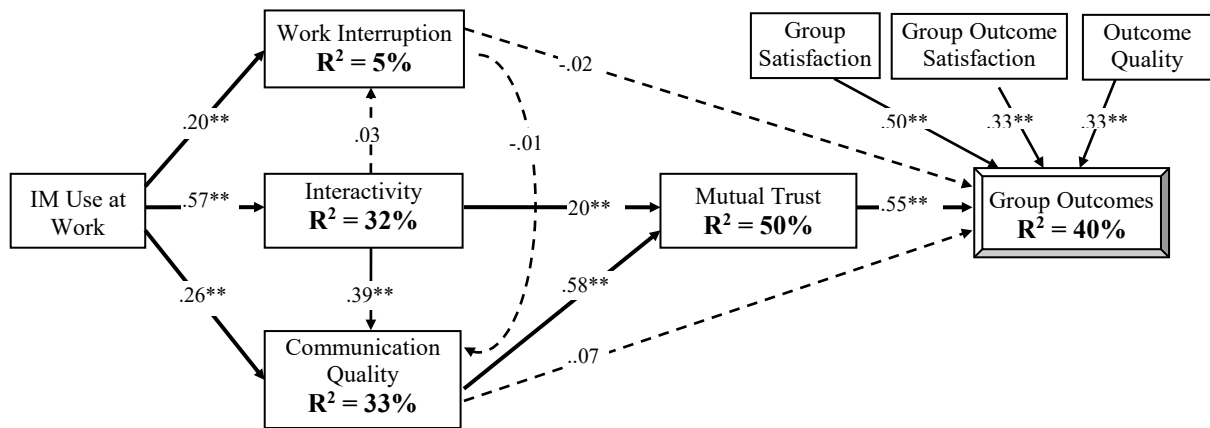 Work Interruption
R² = 5%
Group
Satisfaction
Group Outcome
Satisfaction
Outcome
Quality
-.02
.20**
.03
-.01
.50**
.33**
.33**
IM Use at
Work
.57**
Interactivity
R² = 32%
.20**
Mutual Trust
R² = 50%
.55**
Group Outcomes
R² = 40%
.26**
.39**
.58**
Communication
Quality
R² = 33%
..07